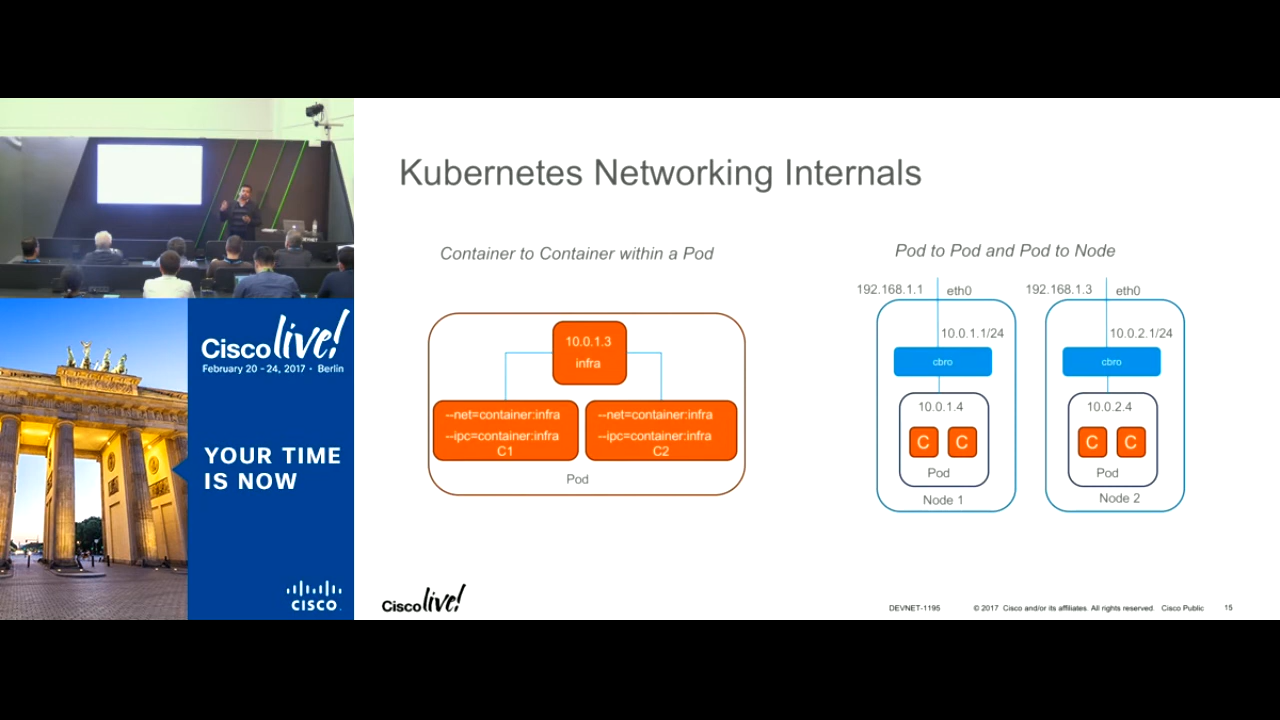 Kubernetes Networking Internals
Container to Container within a Pod
10.0.1.3
infra
--net=container:infra
--ipc=container:infra
C1
--net=container:infra
--ipc=container:infra
C2
Pod
Pod to Pod and Pod to Node
192.168.1.1 eth0
10.0.1.1/24
cbro
10.0.1.4
C C
Pod
Node 1
192.168.1.3 eth0
10.0.2.1/24
cbro
10.0.2.4
C C
Pod
Node 2
Cisco live!
February 20 - 24, 2017 · Berlin
YOUR TIME
IS NOW
CISCO.
Cisco live!
DEVNET-1195 © 2017 Cisco and/or its affiliates. All rights reserved. Cisco Public 15